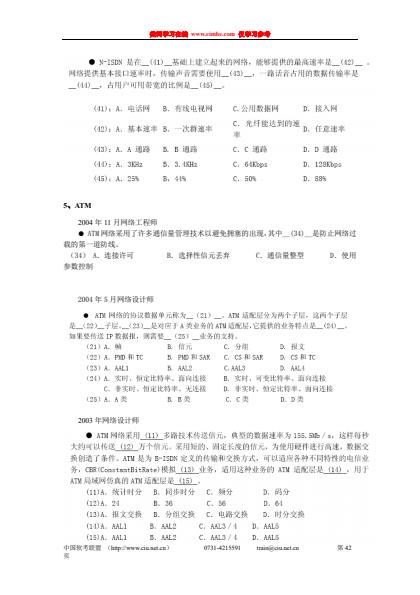 美河学习在线 www.eimhe.com 仅学习参考
● N-ISDN 是在__(41)__基础上建立起来的网络，能够提供的最高速率是__(42)__ 。
网络提供基本接口速率时，传输声音需要使用__(43)__，一路话音占用的数据传输率是
__(44)__，占用户可用带宽的比例是__(45)__。
(41)：A. 电话网 B. 有线电视网 C.公用数据网 D. 接入网
(42)：A. 基本速率 B. 一次群速率 C. 光纤能达到的速率 D. 任意速率
(43)：A. A 通路 B. B 通路 C. C 通路 D. D 通路
(44)：A. 3KHz B. 3.4KHz C. 64Kbps D. 128Kbps
(45)：A. 25% B：44% C. 50% D. 88%
5、ATM
2004 年 11 月网络工程师
● ATM网络采用了许多通信量管理技术以避免拥塞的出现，其中__(34)__是防止网络过
载的第一道防线。
(34) A. 连接许可 B. 选择性信元丢弃 C. 通信量整型 D. 使用
参数控制
2004 年 5 月网络设计师
● ATM 网络的协议数据单元称为__（21）__。ATM 适配层分为两个子层，这两个子层
是__(22)__子层。__(23)__是对应于 A类业务的 ATM适配层，它提供的业务特点是__(24)__。
如果要传送 IP 数据报，则需要__（25）__业务的支持。
(21)A. 帧 B. 信元 C. 分组 D. 报文
(22)A. PMD 和 TC B. PMD 和 SAR C. CS 和 SAR D. CS 和 TC
(23)A. AAL1 B. AAL2 C.AAL3 D. AAL4
(24)A. 实时、恒定比特率、面向连接 B. 实时、可变比特率、面向连接
C. 非实时、恒定比特率、无连接 D. 非实时、恒定比特率、面向连接
(25)A. A类 B. B类 C. C类 D. D类
2003 年网络设计师
● ATM 网络采用 (11) 多路技术传送信元，典型的数据速率为 155.5Mb／s，这样每秒
大约可以传送 (12) 万个信元。采用短的、固定长度的信元，为使用硬件进行高速，数据交
换创造了条件。ATM 是为 B-ISDN 定义的传输和交换方式，可以适应各种不同特性的电信业
务，CBR(ConstantBitRate)模拟 (13) 业务，适用这种业务的 ATM 适配层是 (14) ，用于
ATM 局域网仿真的 ATM 适配层是 (15) 。
(11)A. 统计时分 B. 同步时分 C. 频分 D. 码分
(12)A. 24 B. 36 C. 56 D. 64
(13)A. 报文交换 B. 分组交换 C. 电路交换 D. 时分交换
(14)A. AAL1 B. AAL2 C. AAL3／4 D. AAL5
(15)A. AAL1 B. AAL2 C. AAL3／4 D. AAL5
中国软考联盟 （http://www.ciu.net.cn） 0731-4215591 train@ciu.net.cn 第 42
页